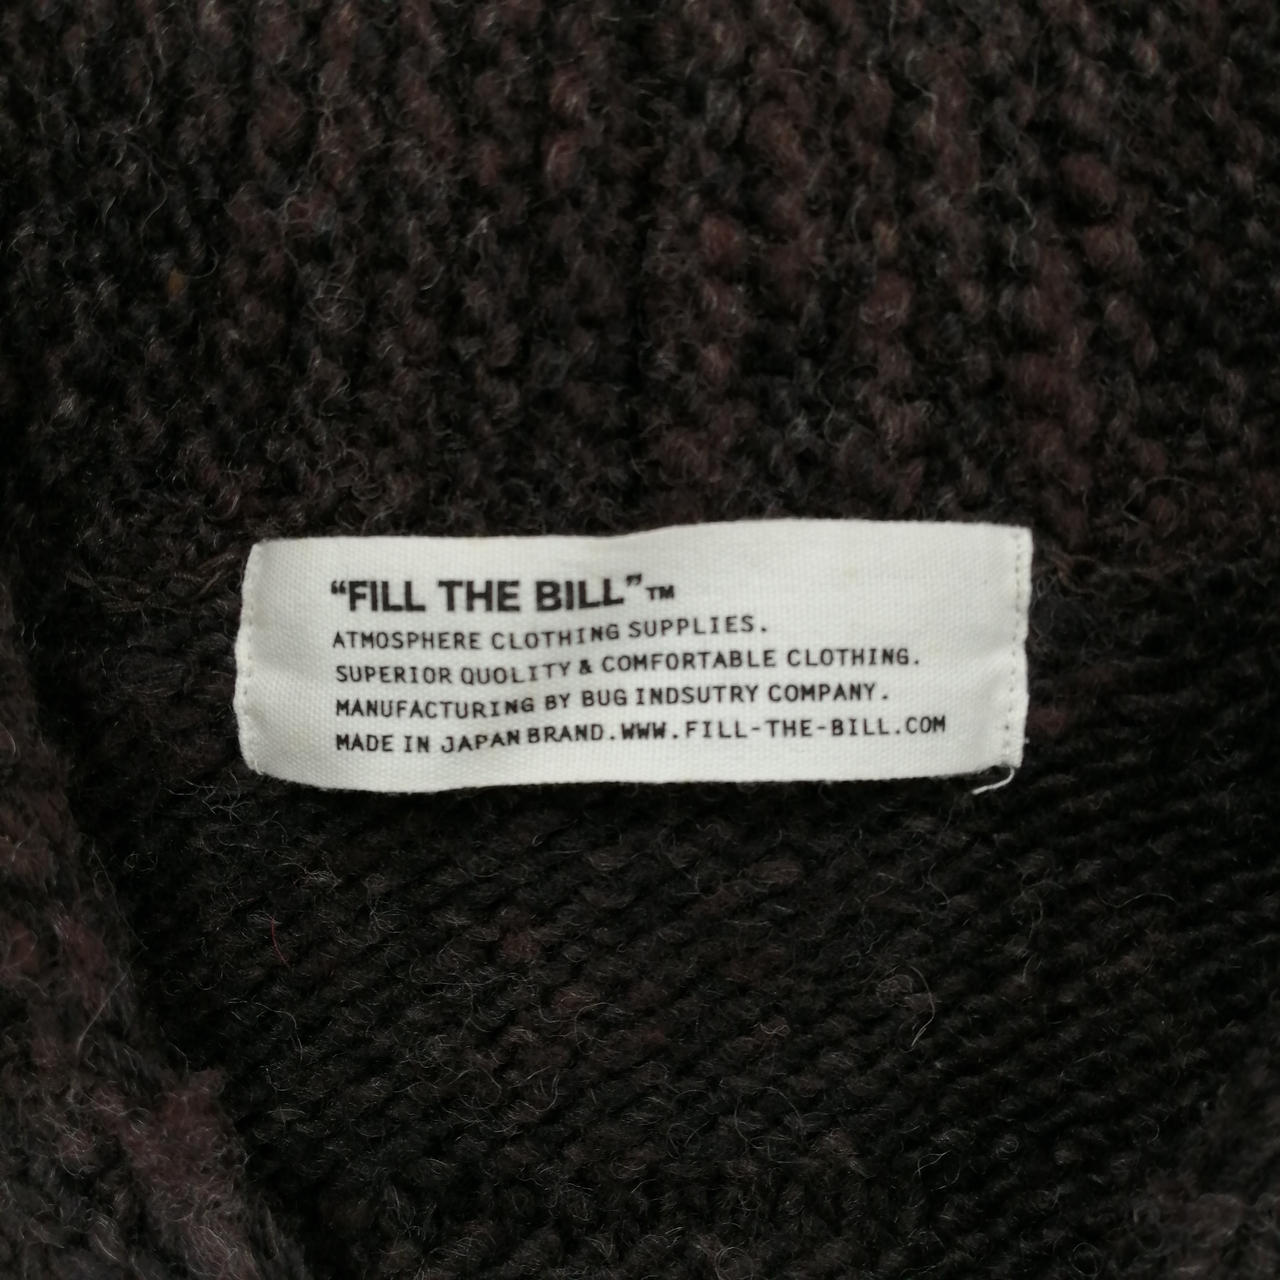 “FILL THE BILL”™
ATMOSPHERE CLOTHING SUPPLIES.
SUPERIOR QUOLITY & COMFORTABLE CLOTHING.
MANUFACTURING BY BUG INDSUTRY COMPANY.
MADE IN JAPAN BRAND.WWW.FILL-THE-BILL.COM